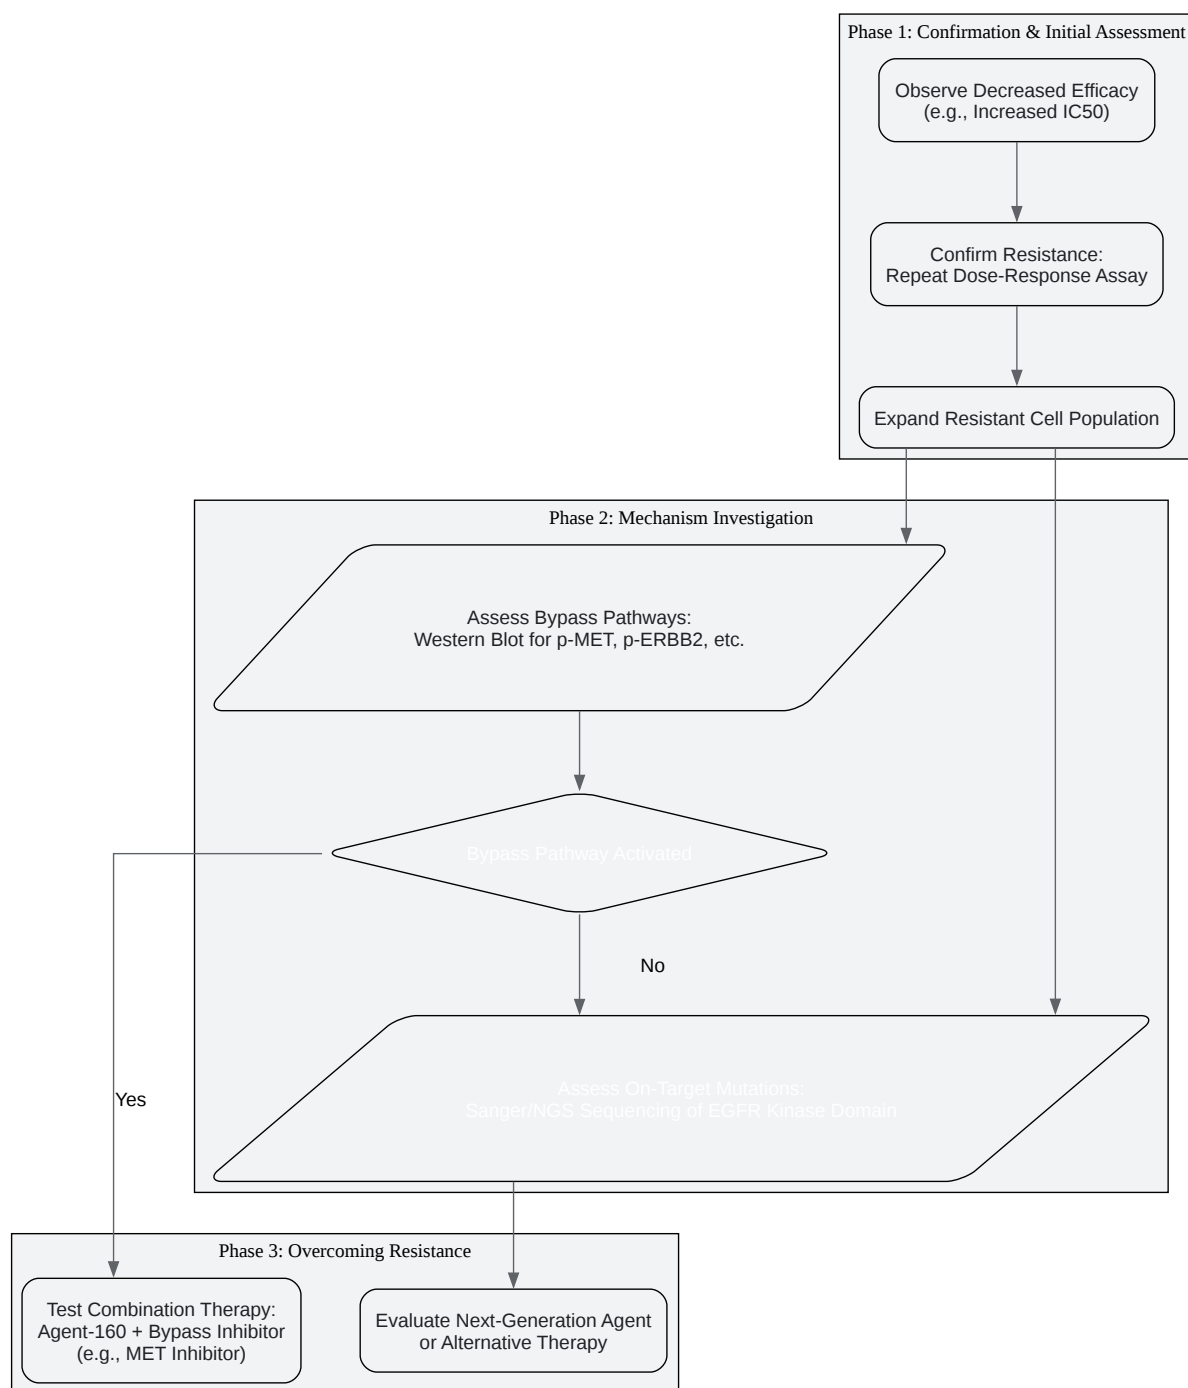 Phase 1: Confirmation & Initial Assessment
Observe Decreased Efficacy
(e.g., Increased IC50)
Confirm Resistance:
Repeat Dose-Response Assay
Expand Resistant Cell Population
Phase 2: Mechanism Investigation
Assess Bypass Pathways:
Western Blot for p-MET, p-ERBB2, etc.
Bypass Pathway Activated
No
Assess On-Target Mutations:
Sanger/NGS Sequencing of EGFR Kinase Domain
Yes
Phase 3: Overcoming Resistance
Test Combination Therapy:
Agent-160 + Bypass Inhibitor
(e.g., MET Inhibitor)
Evaluate Next-Generation Agent
or Alternative Therapy